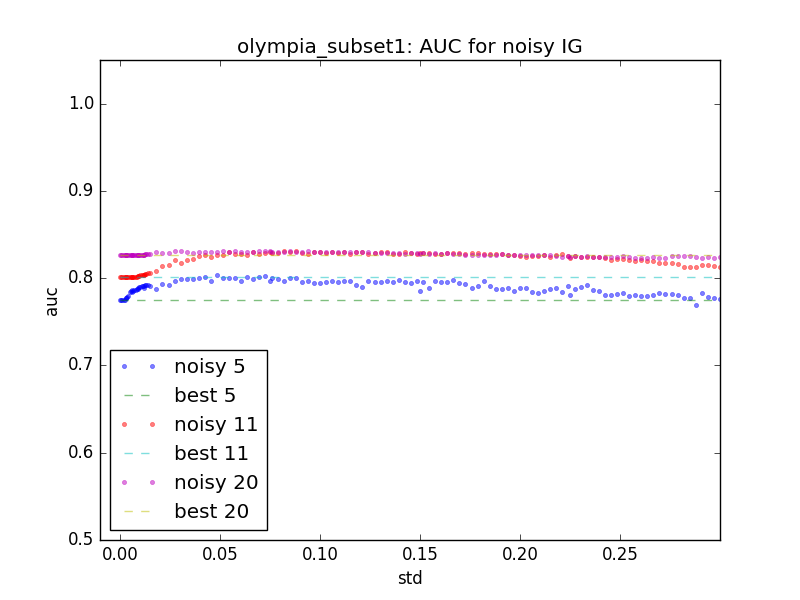 olympia_subset1: AUC for noisy IG
1.0
0.9
0.8
0.7
0.6
0.5
auc
noisy 5
best 5
noisy 11
best 11
noisy 20
best 20
0.00 0.05 0.10 0.15 0.20 0.25
std